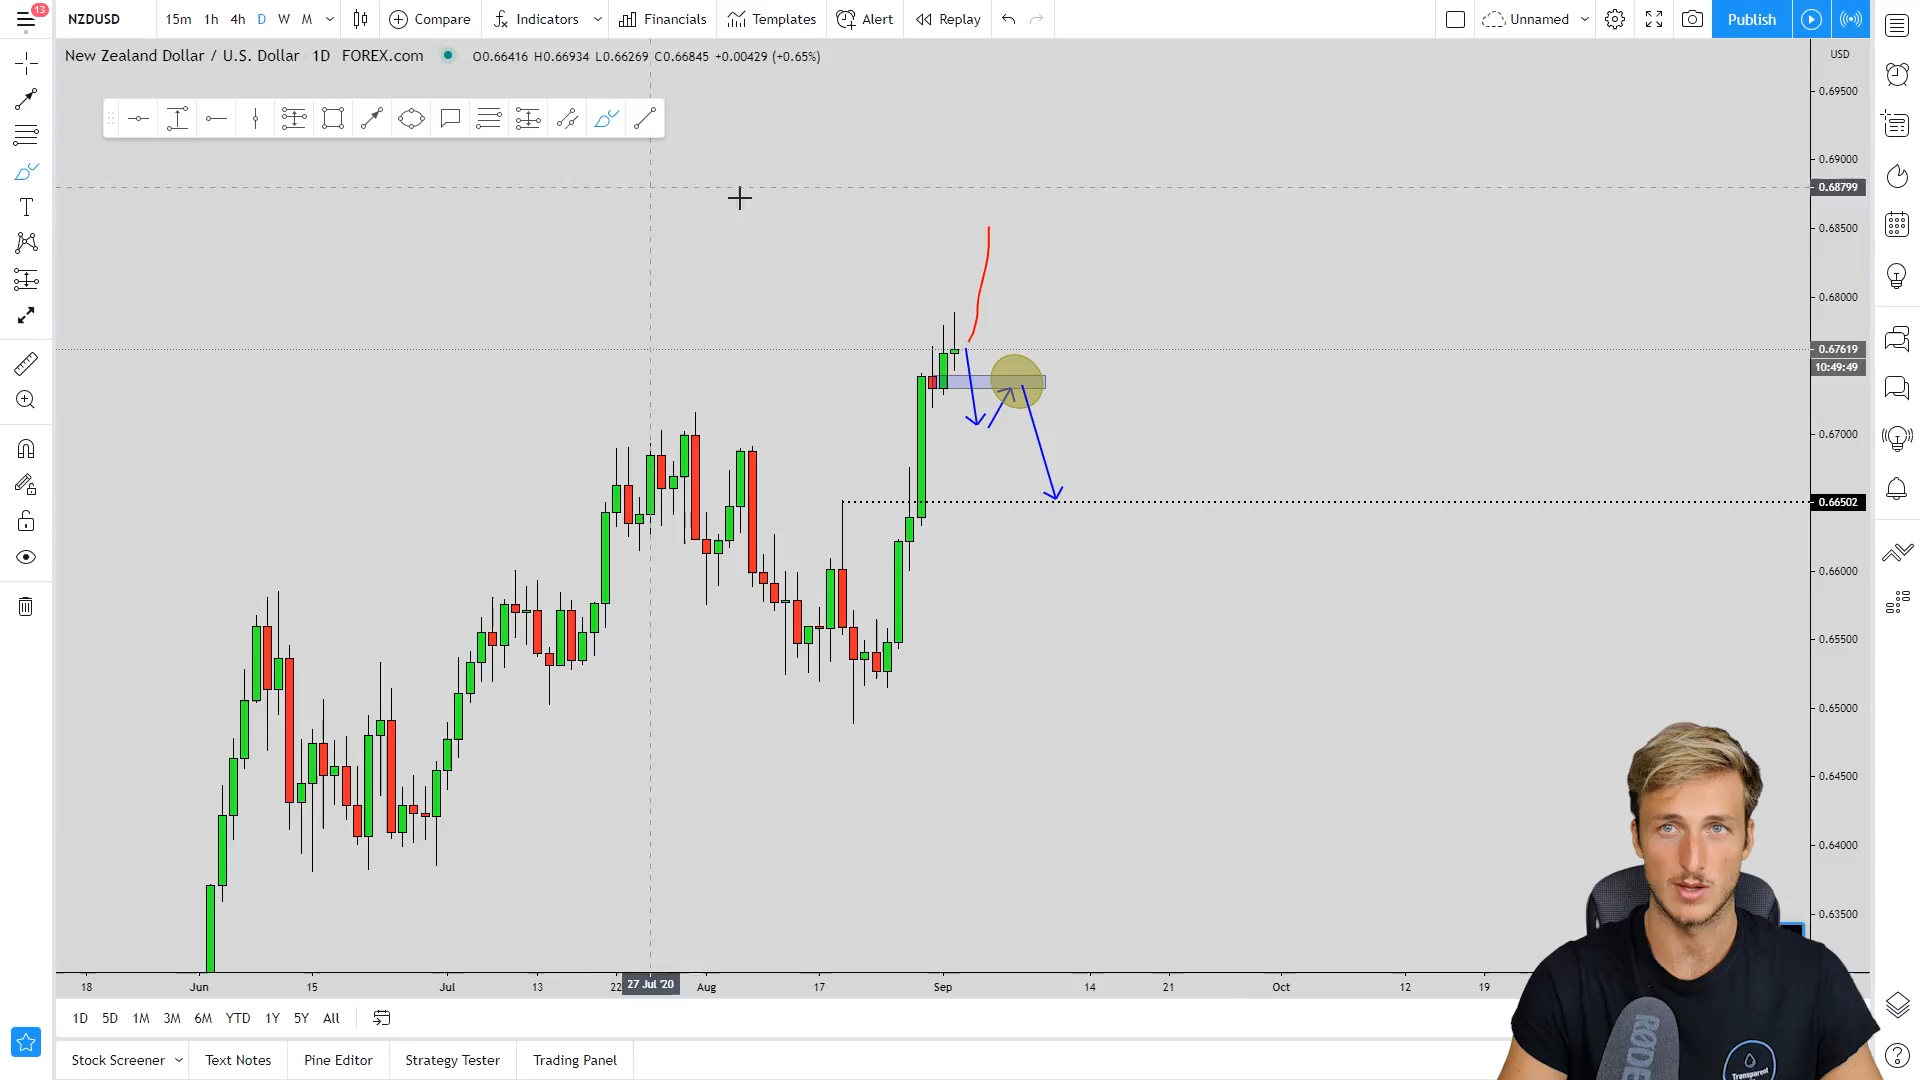 13
NZDUSD
15m 1h 4h D W M
Compare
Indicators
Financials
Templates
Alert
Replay
Unnamed
Publish
New Zealand Dollar / U.S. Dollar 1D FOREX.com O0.66416 H0.66934 L0.66269 C0.66845 +0.00429 (+0.65%)
USD
0.69500
0.69000
0.68799
0.68500
0.68000
0.67619
10:49:49
0.67000
0.66502
0.66000
0.65500
0.65000
0.64500
0.64000
0.63500
18 Jun 15 Jul 13 22 27 Jul '20 Aug 17 Sep 14 21 Oct 12 19
1D 5D 1M 3M 6M YTD 1Y 5Y All
Stock Screener Text Notes Pine Editor Strategy Tester Trading Panel
RØDE
Transparent